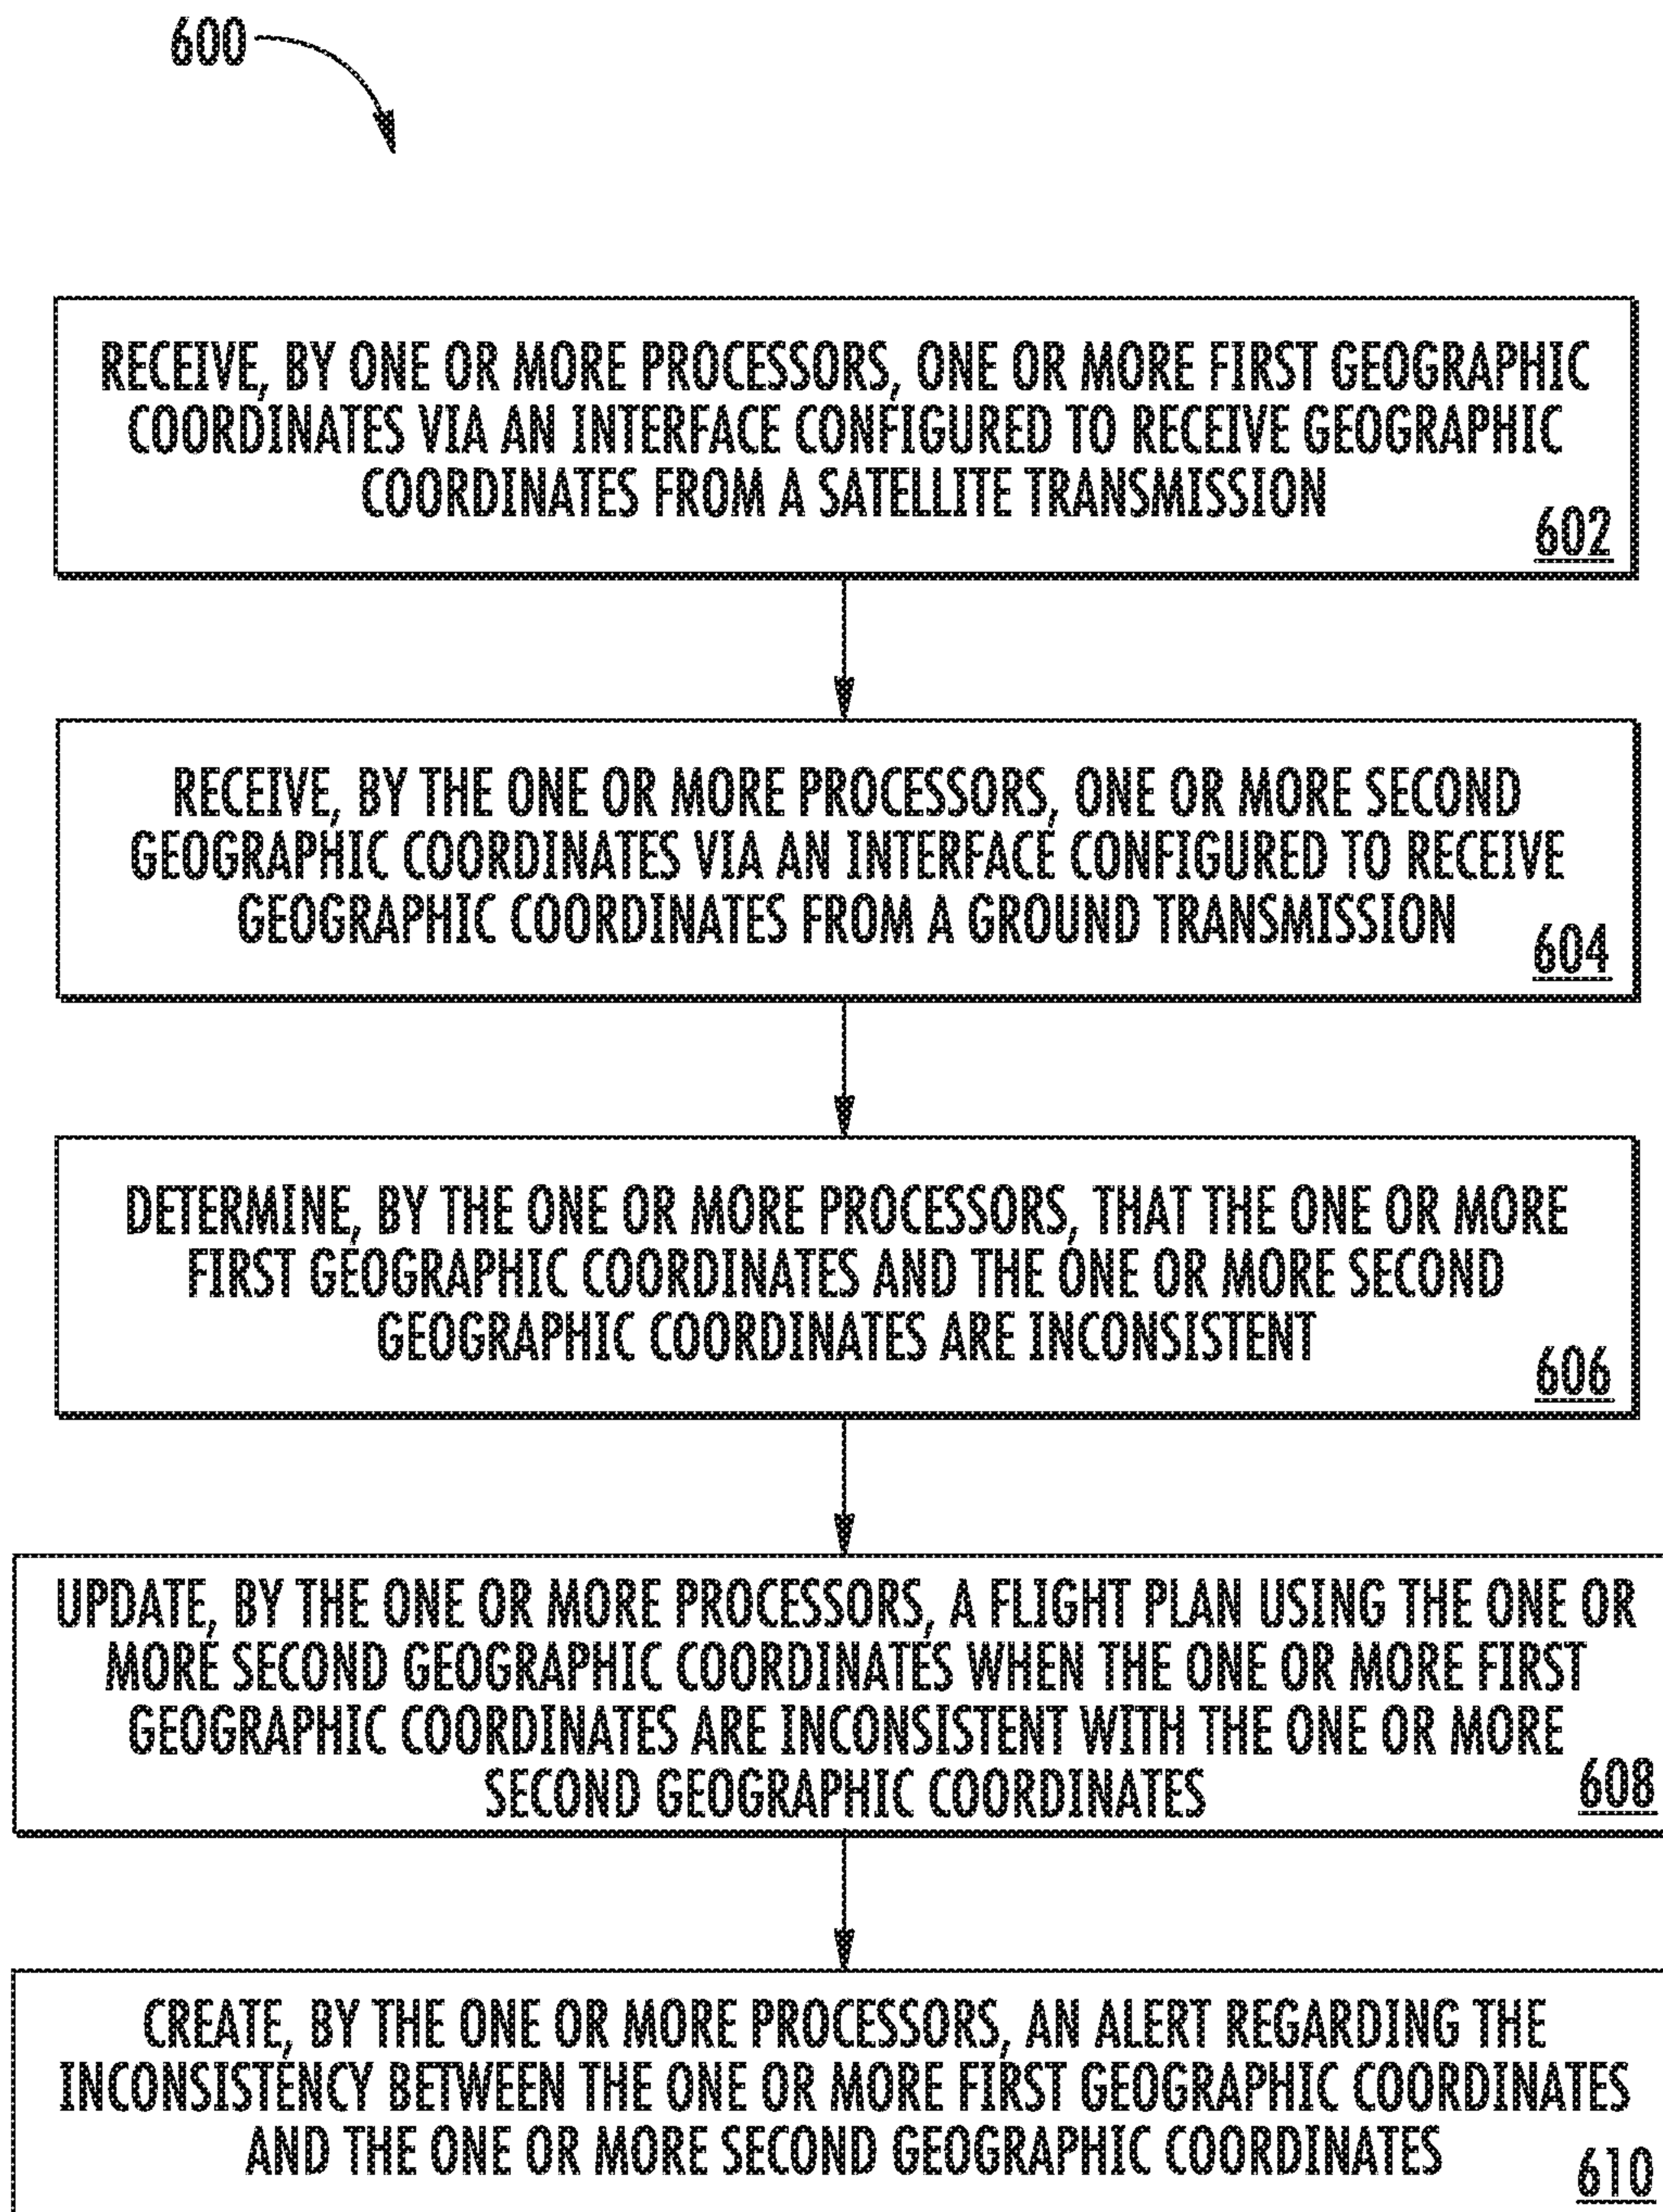 600
RECEIVE, BY ONE OR MORE PROCESSORS, ONE OR MORE FIRST GEOGRAPHIC
COORDINATES VIA AN INTERFACE CONFIGURED TO RECEIVE GEOGRAPHIC
COORDINATES FROM A SATELLITE TRANSMISSION
602
RECEIVE, BY THE ONE OR MORE PROCESSORS, ONE OR MORE SECOND
GEOGRAPHIC COORDINATES VIA AN INTERFACE CONFIGURED TO RECEIVE
GEOGRAPHIC COORDINATES FROM A GROUND TRANSMISSION
604
DETERMINE, BY THE ONE OR MORE PROCESSORS, THAT THE ONE OR MORE
FIRST GEOGRAPHIC COORDINATES AND THE ONE OR MORE SECOND
GEOGRAPHIC COORDINATES ARE INCONSISTENT
606
UPDATE, BY THE ONE OR MORE PROCESSORS, A FLIGHT PLAN USING THE ONE OR
MORE SECOND GEOGRAPHIC COORDINATES WHEN THE ONE OR MORE FIRST
GEOGRAPHIC COORDINATES ARE INCONSISTENT WITH THE ONE OR MORE
SECOND GEOGRAPHIC COORDINATES
608
CREATE, BY THE ONE OR MORE PROCESSORS, AN ALERT REGARDING THE
INCONSISTENCY BETWEEN THE ONE OR MORE FIRST GEOGRAPHIC COORDINATES
AND THE ONE OR MORE SECOND GEOGRAPHIC COORDINATES
610